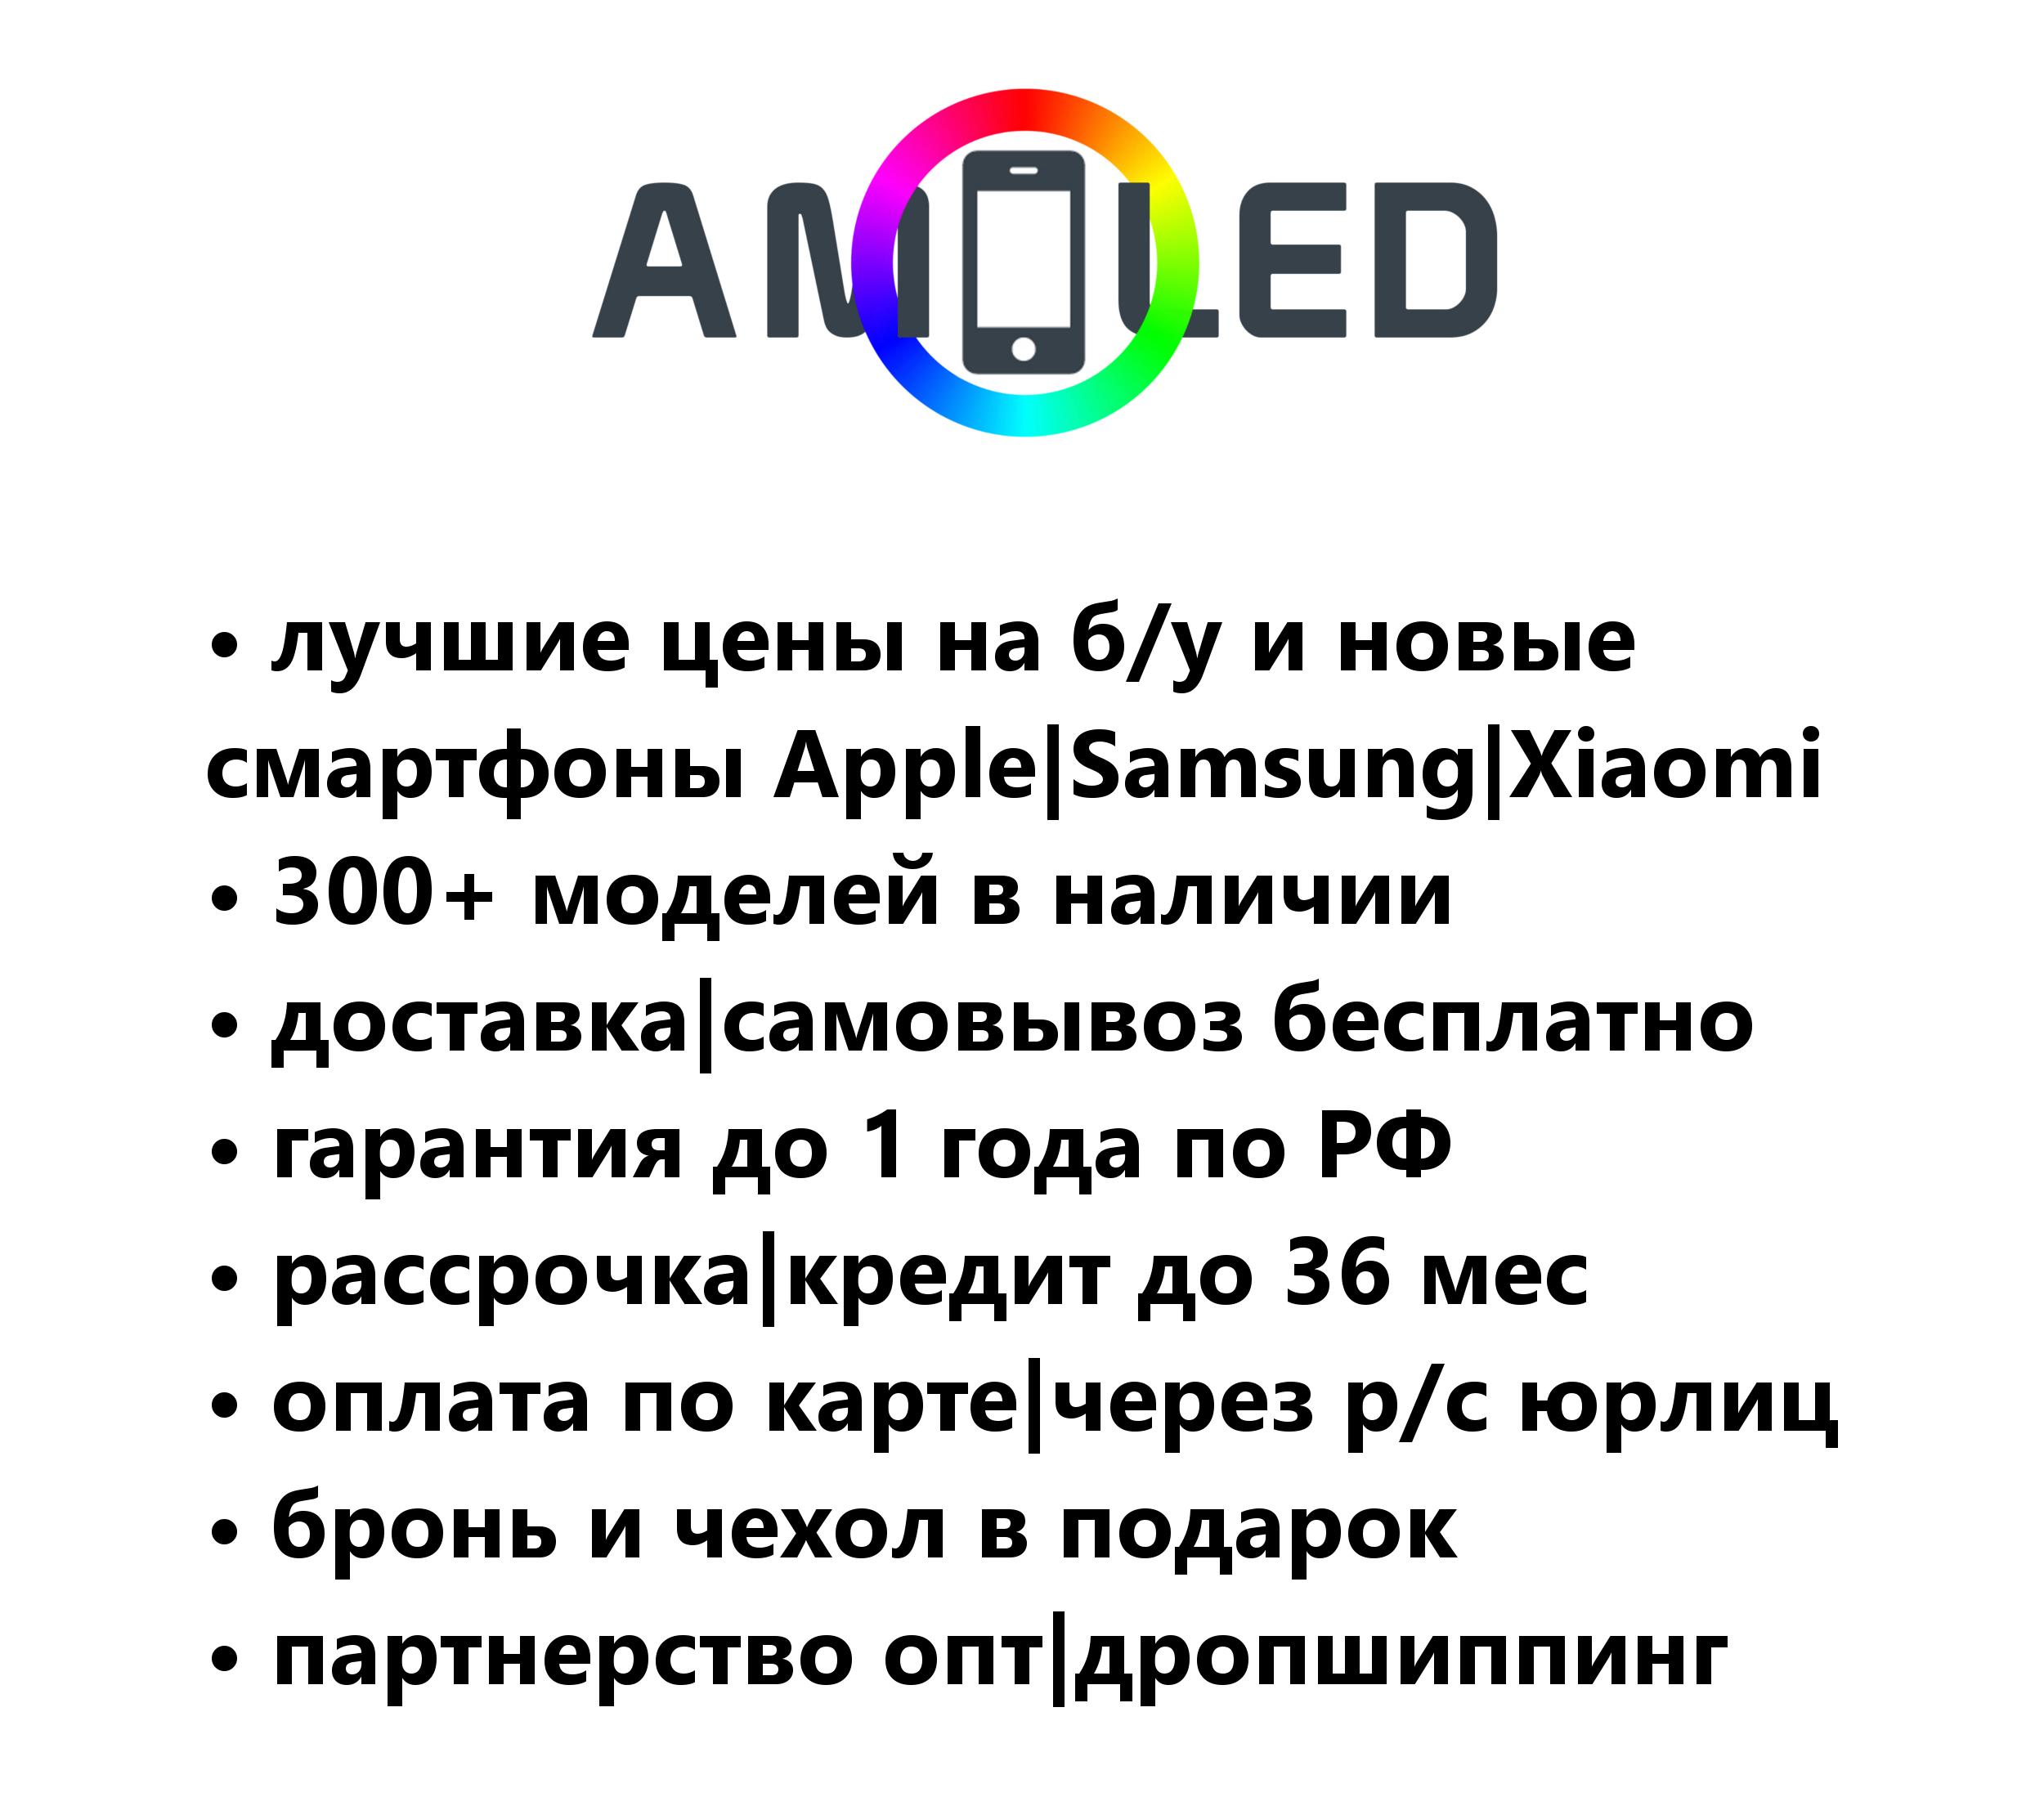 AMOLED
• лучшие цены на б/у и новые
смартфоны Apple|Samsung|Xiaomi
• 300+ моделей в наличии
• доставка|самовывоз бесплатно
• гарантия до 1 года по РФ
• рассрочка|кредит до 36 мес
• оплата по карте|через р/с юрлиц
• бронь и чехол в подарок
• партнерство опт|дропшиппинг